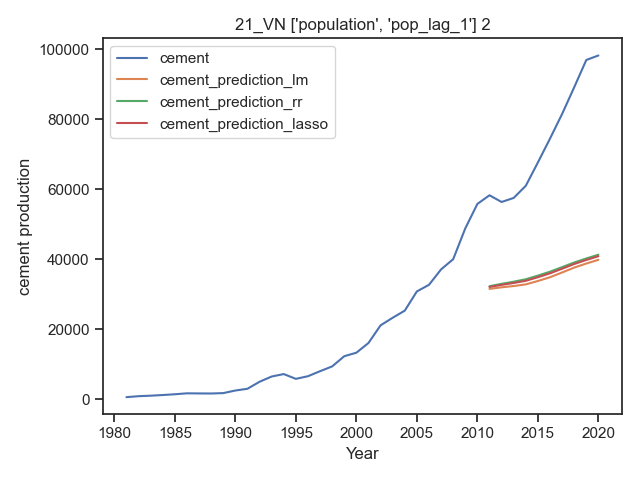 21_VN ['population', 'pop_lag_1'] 2
cement
cement_prediction_lm
cement_prediction_rr
cement_prediction_lasso
cement production
100000
80000
60000
40000
20000
0
1980 1985 1990 1995 2000 2005 2010 2015 2020
Year